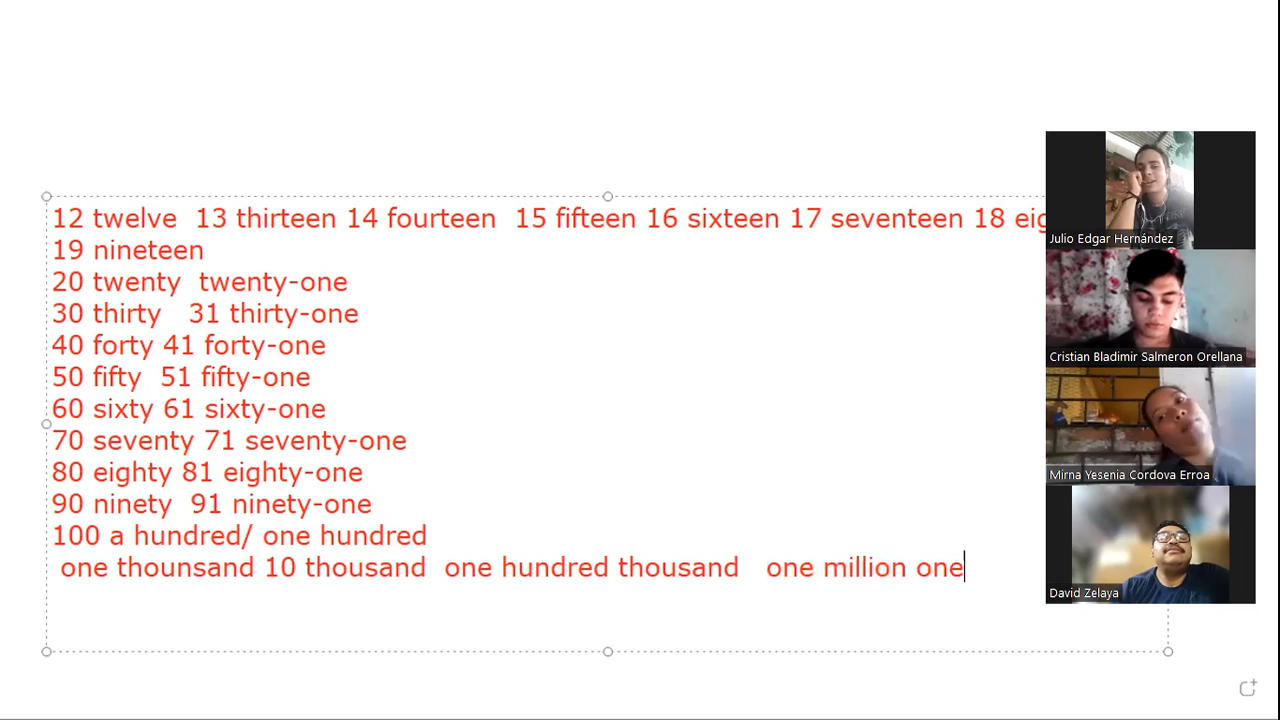 12 twelve  13 thirteen 14 fourteen  15 fifteen 16 sixteen 17 seventeen 18
19 nineteen
20 twenty  twenty-one
30 thirty   31 thirty-one
40 forty 41 forty-one
50 fifty  51 fifty-one
60 sixty 61 sixty-one
70 seventy 71 seventy-one
80 eighty 81 eighty-one
90 ninety  91 ninety-one
100 a hundred/ one hundred
one thounsand 10 thousand  one hundred thousand   one million one
Julio Edgar Hernández
Cristian Bladimir Salmeron Orellana
Mirna Yesenia Cordova Erroa
David Zelaya